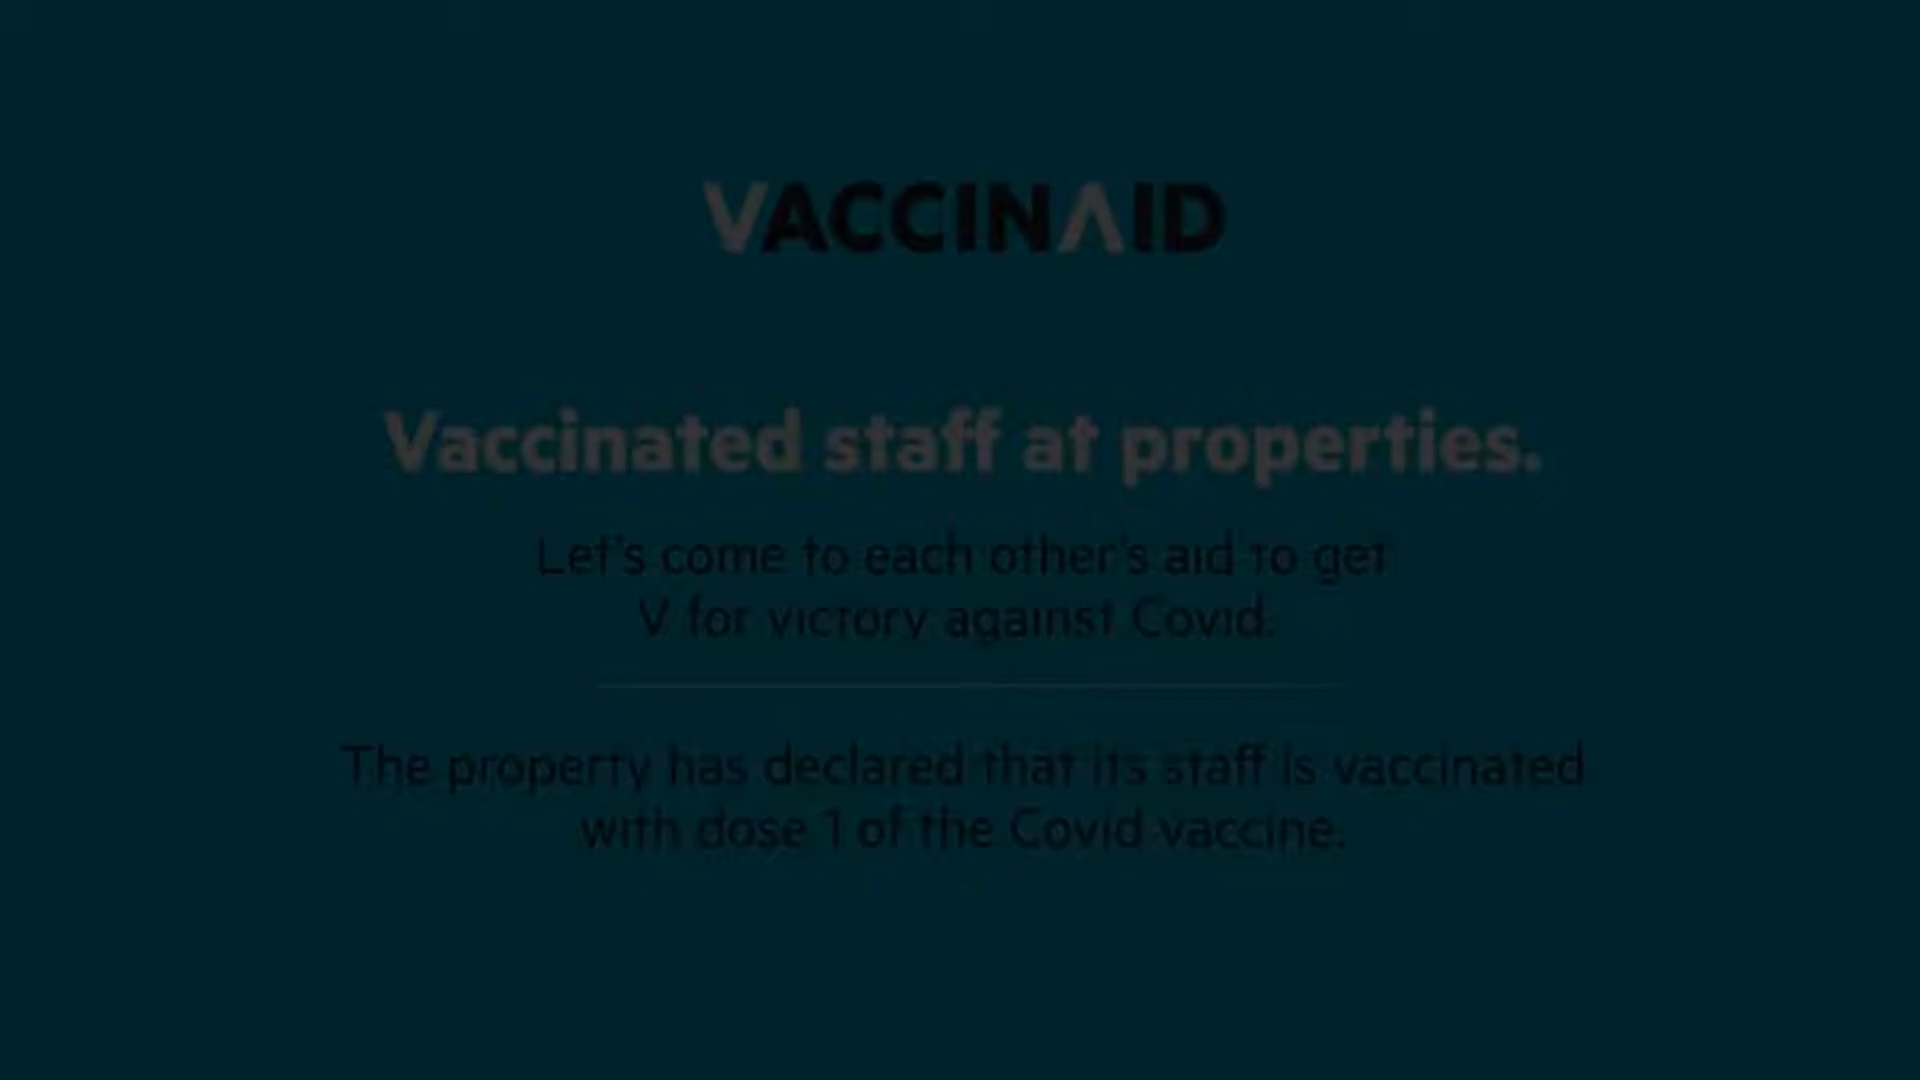 VACCINAID
Vaccinated staff at properties.
Let's come to each other's aid to get
V for victory against Covid.
The property has declared that its staff is vaccinated
with dose 1 of the Covid vaccine.